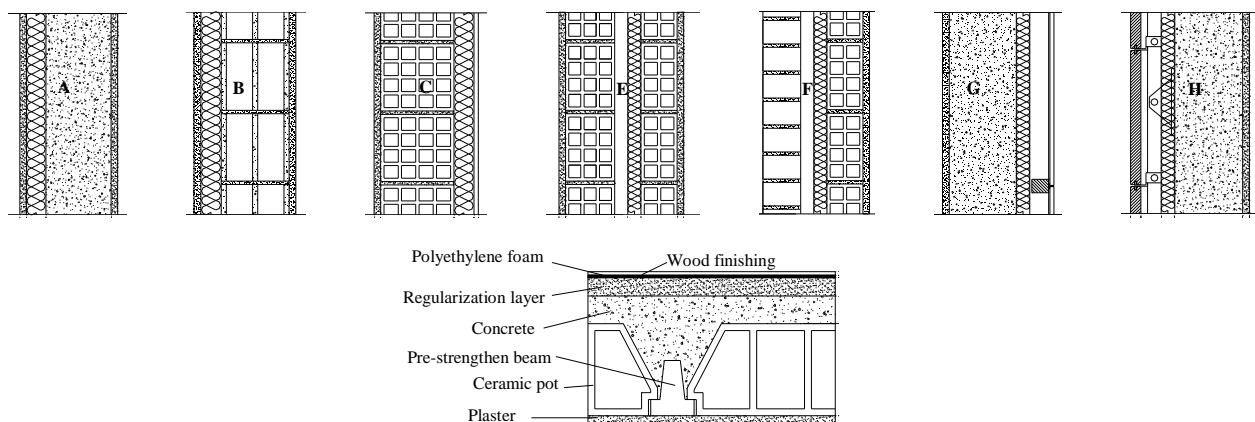 A
B
C
E
F
G
H
Polyethylene foam
Wood finishing
Regularization layer
Concrete
Pre-strengthen beam
Ceramic pot
Plaster